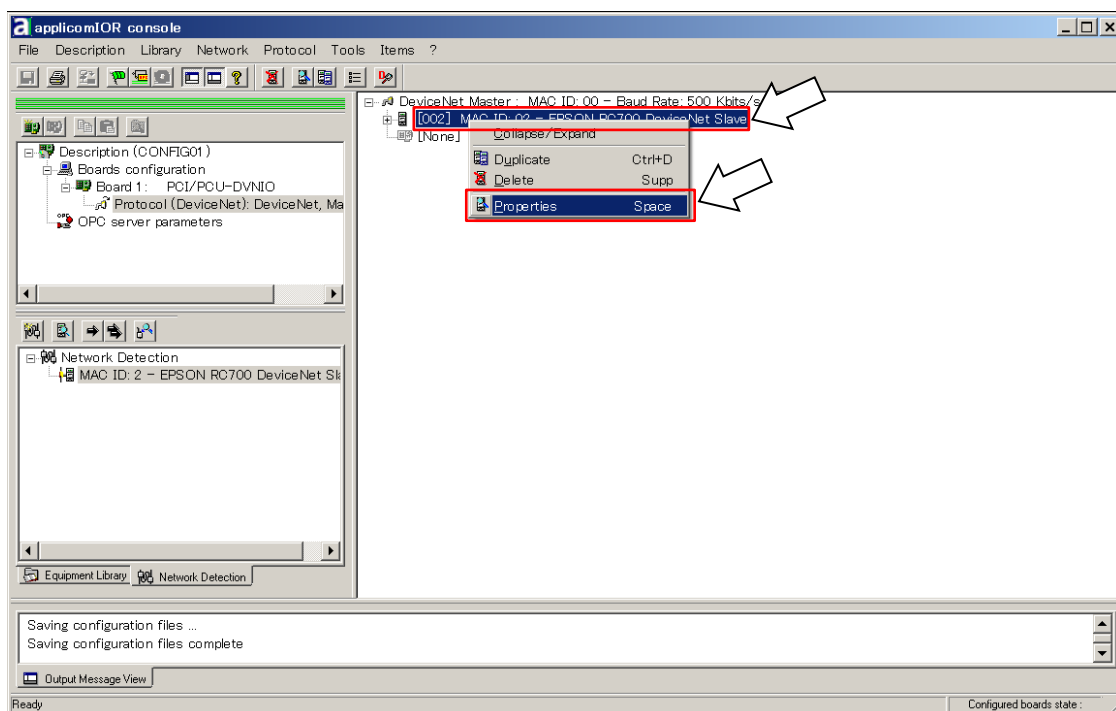 applicomIOR console
File Description Library Network Protocol Tools Items ?
DeviceNet Master : MAC ID: 00 - Baud Rate: 500 Kbits/s
[002] MAC ID: 02 - EPSON RC700 DeviceNet Slave
[None]
Collapse/Expand
Duplicate Ctrl+D
Delete Supp
Properties Space
Description (CONFIG01)
Boards configuration
Board 1 : PCI/PCU-DVNIO
Protocol (DeviceNet): DeviceNet, Ma
OPC server parameters
Network Detection
MAC ID: 2 - EPSON RC700 DeviceNet Sla
Equipment Library Network Detection
Saving configuration files ...
Saving configuration files complete
Output Message View
Ready Configured boards state :